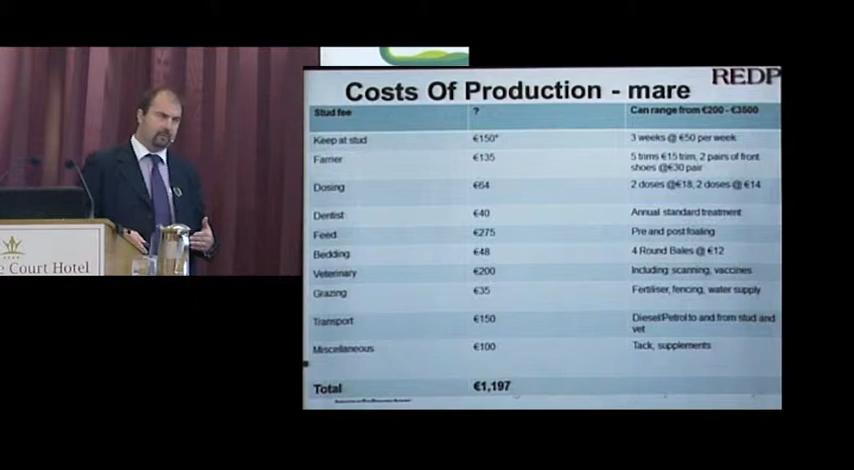 REDP
Costs Of Production - mare
Stud fee ? Can range from €200 - €3500
Keep at stud €150* 3 weeks @ €50 per week
Farrier €135 5 trims €15 trim, 2 pairs of front
shoes @€30 pair
Dosing €64 2 doses @€18, 2 doses @ €14
Dentist €40 Annual standard treatment
Feed €275 Pre and post foaling
Bedding €48 4 Round Bales @ €12
Veterinary €200 Including scanning, vaccines
Grazing €35 Fertiliser, fencing, water supply
Transport €150 Diesel/Petrol to and from stud and
vet
Miscellaneous €100 Tack, supplements
Total €1,197
Court Hotel